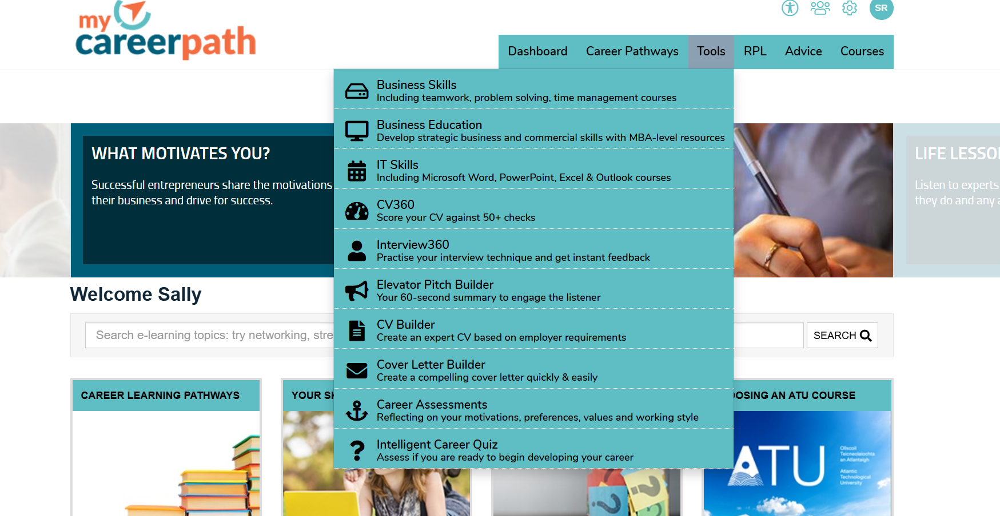 my
careerpath
SR
Dashboard Career Pathways Tools RPL Advice Courses
Business Skills
Including teamwork, problem solving, time management courses
Business Education
Develop strategic business and commercial skills with MBA-level resources
IT Skills
Including Microsoft Word, PowerPoint, Excel & Outlook courses
CV360
Score your CV against 50+ checks
Interview360
Practise your interview technique and get instant feedback
Elevator Pitch Builder
Your 60-second summary to engage the listener
CV Builder
Create an expert CV based on employer requirements
Cover Letter Builder
Create a compelling cover letter quickly & easily
Career Assessments
Reflecting on your motivations, preferences, values and working style
Intelligent Career Quiz
Assess if you are ready to begin developing your career
WHAT MOTIVATES YOU?
Successful entrepreneurs share the motivations
their business and drive for success.
LIFE
Listen to experts
they do and any
Welcome Sally
Search e-learning topics: try networking,
SEARCH
CAREER LEARNING PATHWAYS
YOUR
AN ATU COURSE
ATU
Ollscoil
Teicneolaíochta
an Atlantaigh
Atlantic
Technological
University
? ? ?